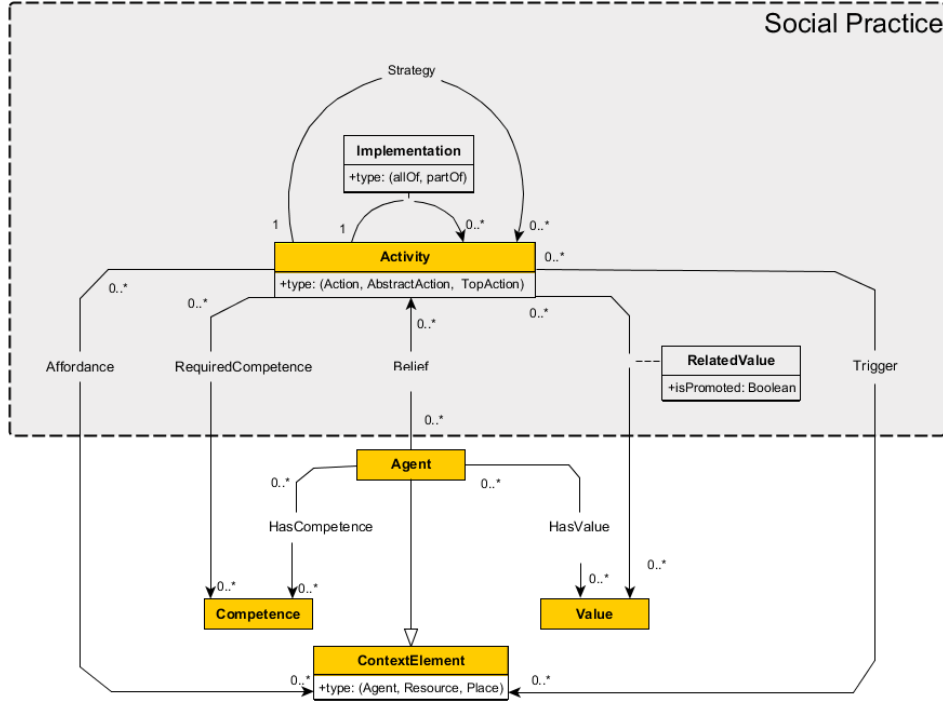 Social Practice
Strategy
Implementation
+type: (allOf, partOf)
1
1
0..*
0..*
Activity
0..*
+type: (Action, AbstractAction, TopAction)
0..*
0..*
0..*
0..*
Affordance
RequiredCompetence
Belief
RelatedValue
+isPromoted: Boolean
Trigger
0..*
Agent
0..*
0..*
HasCompetence
HasValue
0..*
0..*
0..*
0..*
Competence
Value
ContextElement
+type: (Agent, Resource, Place)
0..*
0..*